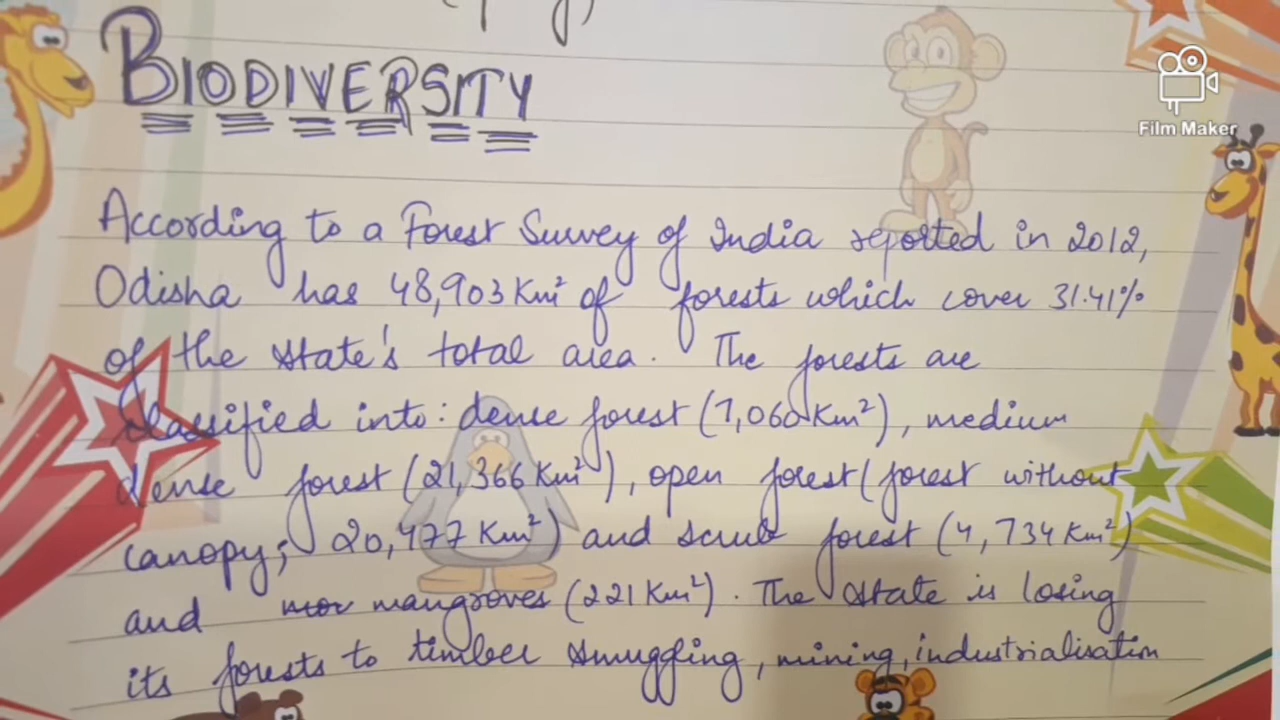 BIODIVERSITY
Film Maker
According to a Forest Survey of India reported in 2012,
Odisha has 48,903 Km² of forests which cover 31.41%
of the state's total area. The forests are
classified into: dense forest (7,060 Km²), medium
dense forest (21,366 Km²), open forest (forest without
canopy; 20,477 Km²) and scrub forest (4,734 Km²)
and mangroves (221 Km²). The state is losing
its forests to timber smuggling, mining, industrialisation